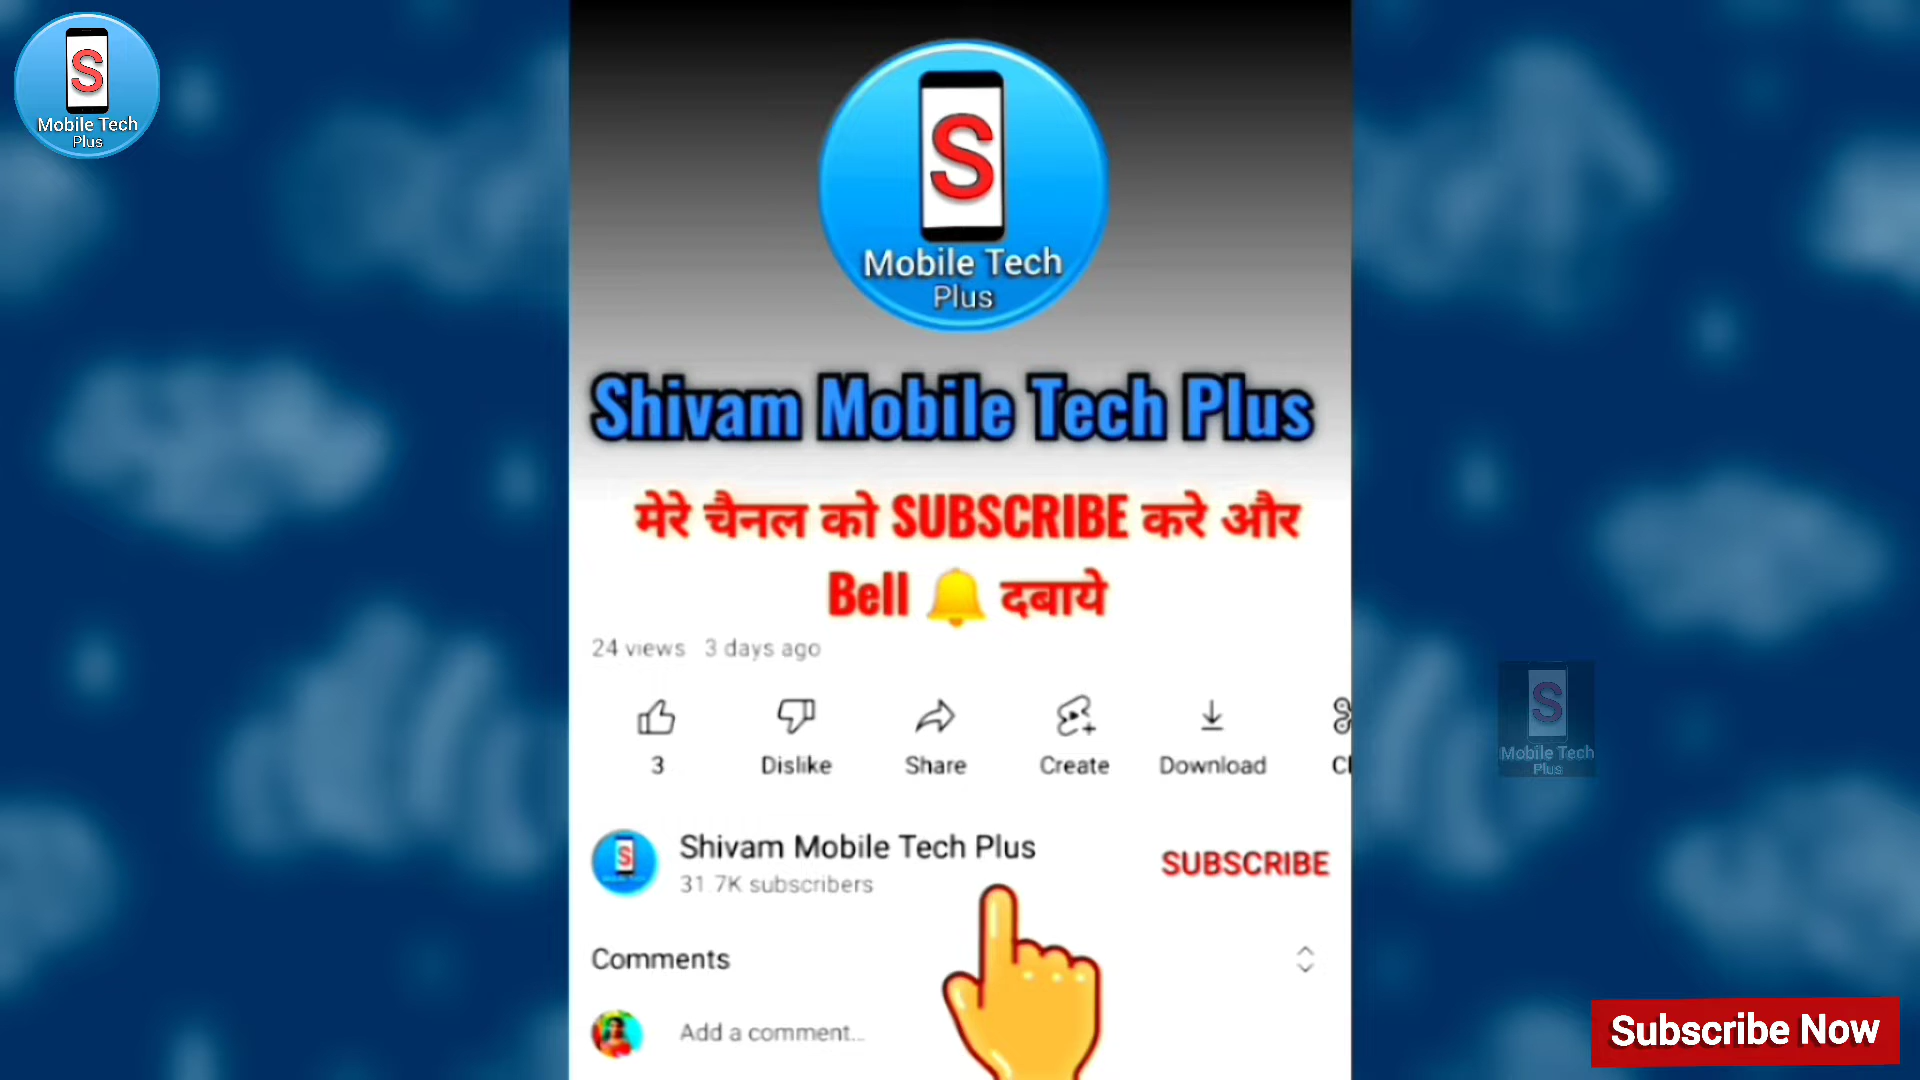 S
Mobile Tech
Plus
S
Mobile Tech
Plus
Shivam Mobile Tech Plus
मेरे चैनल को SUBSCRIBE करे और
Bell 🔔 दबाये
24 views 3 days ago
3 Dislike Share Create Download Cl
S
Shivam Mobile Tech Plus
31.7K subscribers
SUBSCRIBE
S
Mobile Tech
Plus
Comments
Add a comment...
Subscribe Now